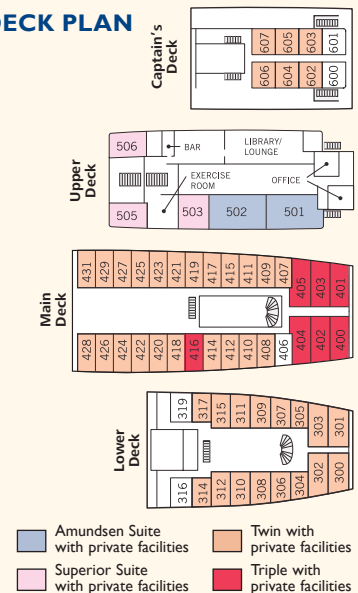 DECK PLAN
Captain's
Deck
607 605 603 601
606 604 602 600
Upper
Deck
506
BAR
LIBRARY/
LOUNGE
EXERCISE
ROOM
OFFICE
505 503 502 501
Main
Deck
431 429 427 425 423 421 419 417 415 411 409 407 405 403 401
428 426 424 422 420 418 416 414 412 410 408 406 404 402 400
Lower
Deck
319 317 315 311 309 307 305 303 301
316 314 312 310 308 306 304 302 300
Amundsen Suite
with private facilities
Twin with
private facilities
Superior Suite
with private facilities
Triple with
private facilities